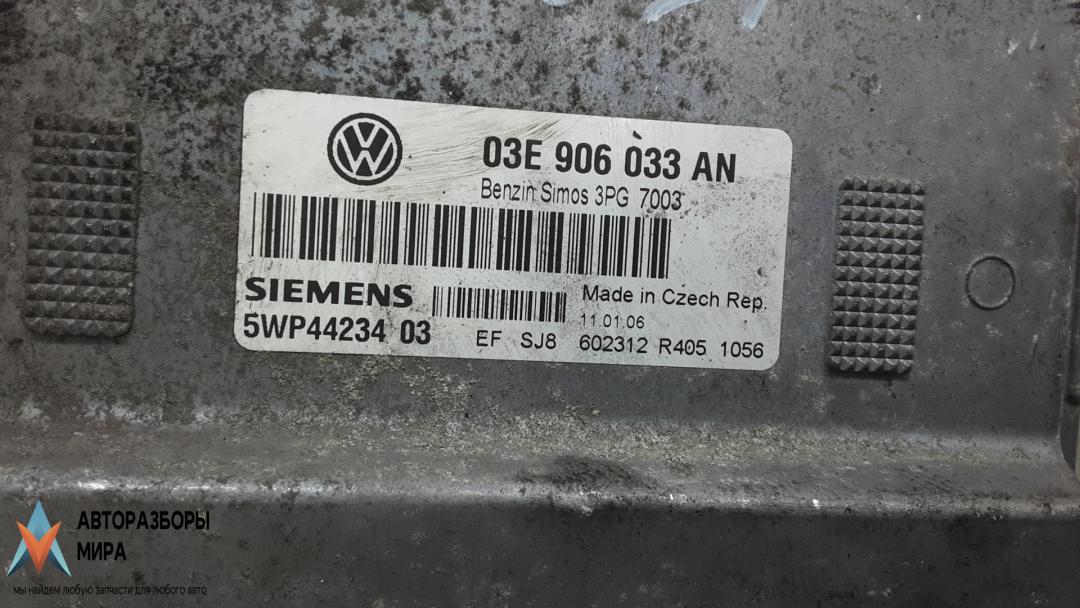 03E 906 033 AN
Benzin Simos 3PG 7003
SIEMENS
Made in Czech Rep.
11.01.06
5WP44234 03
EF SJ8 602312 R405 1056
АВТОРАЗБОРЫ
МИРА
мы найдем любую запчасти для любого авто